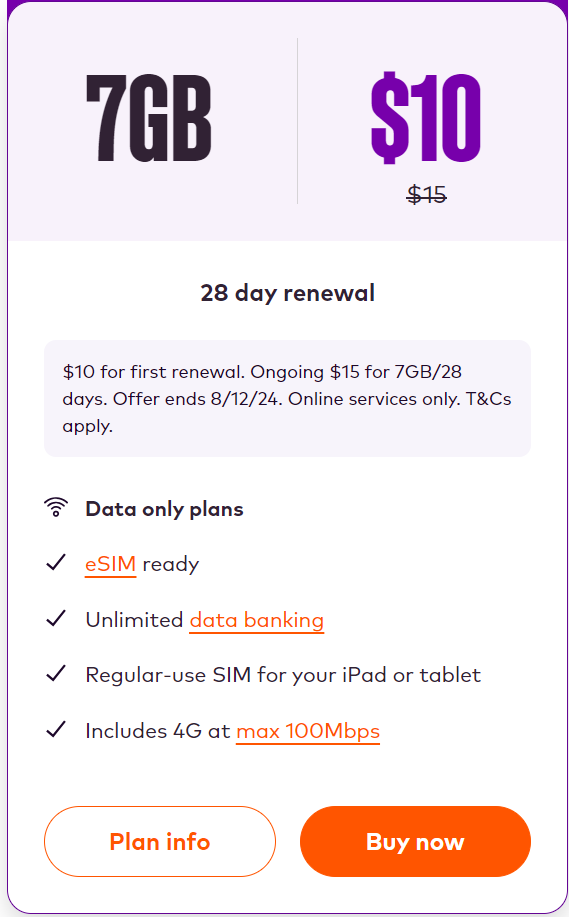 7GB
$10
$15
28 day renewal
$10 for first renewal. Ongoing $15 for 7GB/28
days. Offer ends 8/12/24. Online services only. T&Cs
apply.
Data only plans
eSIM ready
Unlimited data banking
Regular-use SIM for your iPad or tablet
Includes 4G at max 100Mbps
Plan info
Buy now